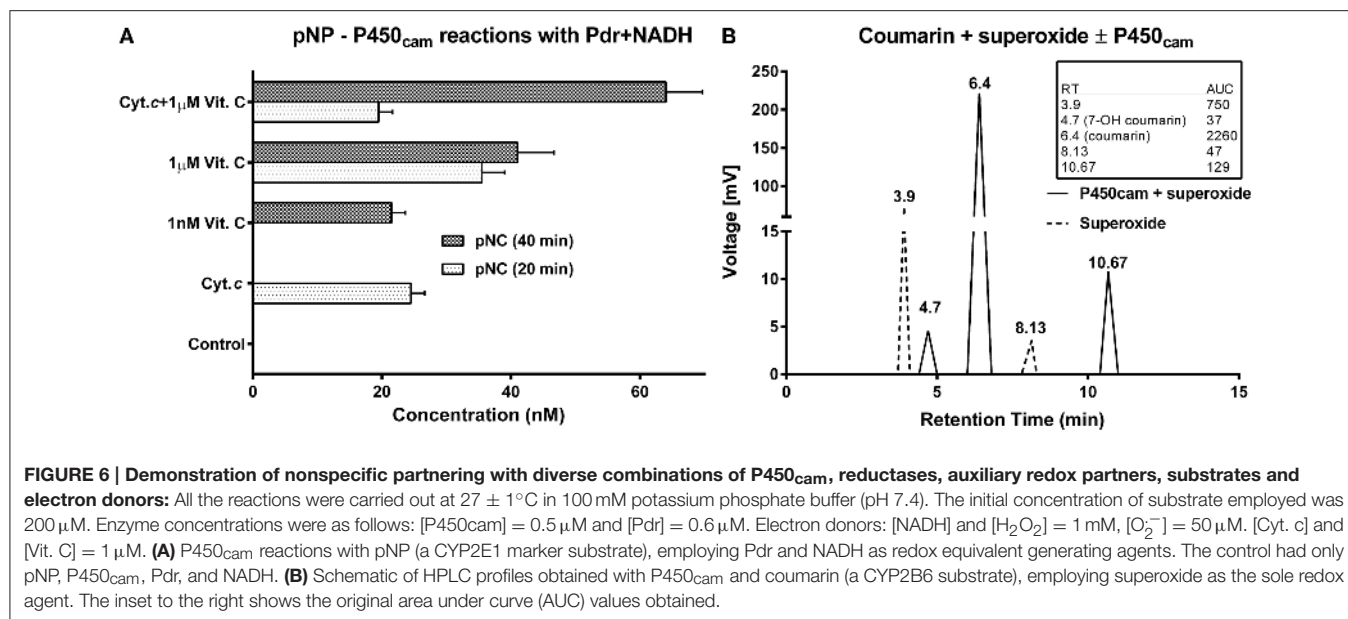 A
pNP - P450cam reactions with Pdr+NADH
Cyt.c+1μM Vit. C
1μM Vit. C
1nM Vit. C
Cyt.c
Control
pNC (40 min)
pNC (20 min)
0 20 40 60
Concentration (nM)
B
Coumarin + superoxide ± P450cam
Voltage [mV]
250
200
150
100
15
10
5
0
0 5 10 15
Retention Time (min)
3.9
4.7
6.4
8.13
10.67
RT AUC
3.9 750
4.7 (7-OH coumarin) 37
6.4 (coumarin) 2260
8.13 47
10.67 129
P450cam + superoxide
Superoxide
FIGURE 6 | Demonstration of nonspecific partnering with diverse combinations of P450cam, reductases, auxiliary redox partners, substrates and
electron donors: All the reactions were carried out at 27 ± 1°C in 100 mM potassium phosphate buffer (pH 7.4). The initial concentration of substrate employed was
200 μM. Enzyme concentrations were as follows: [P450cam] = 0.5 μM and [Pdr] = 0.6 μM. Electron donors: [NADH] and [H2O2] = 1 mM, [O2·−] = 50 μM. [Cyt. c] and
[Vit. C] = 1 μM. (A) P450cam reactions with pNP (a CYP2E1 marker substrate), employing Pdr and NADH as redox equivalent generating agents. The control had only
pNP, P450cam, Pdr, and NADH. (B) Schematic of HPLC profiles obtained with P450cam and coumarin (a CYP2B6 substrate), employing superoxide as the sole redox
agent. The inset to the right shows the original area under curve (AUC) values obtained.